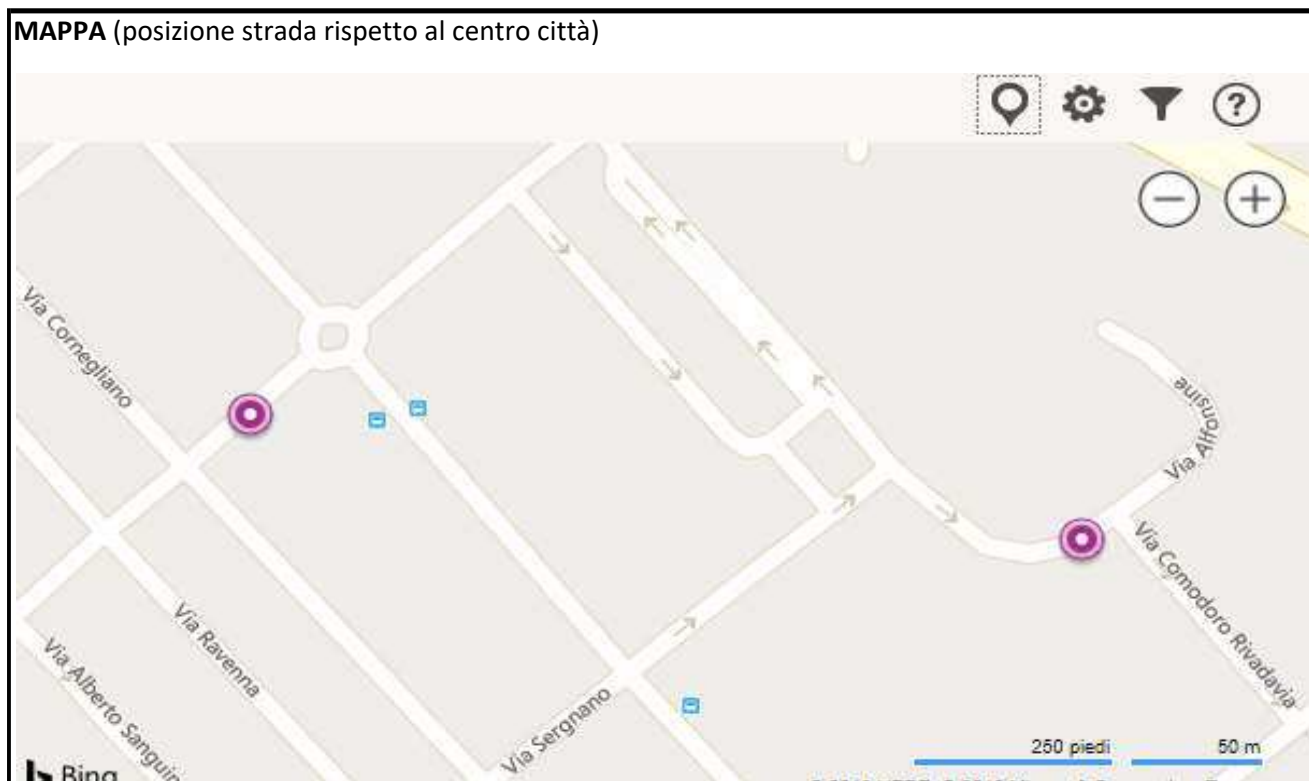 MAPPA (posizione strada rispetto al centro città)
?
Via Cornegliano
Via Alfonsine
Via Comodoro Rivadavia
Via Ravenna
Via Alberto Sanguin
Via Sergnano
250 piedi
50 m
Bing